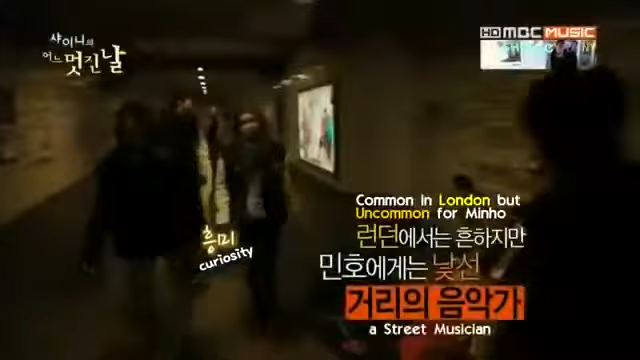 샤이니의
어느 멋진 날
HD MBC MUSIC
Common in London but
Uncommon for Minho
런던에서는 흔하지만
민호에게는 낯선
거리의 음악가
a Street Musician
흥미
curiosity